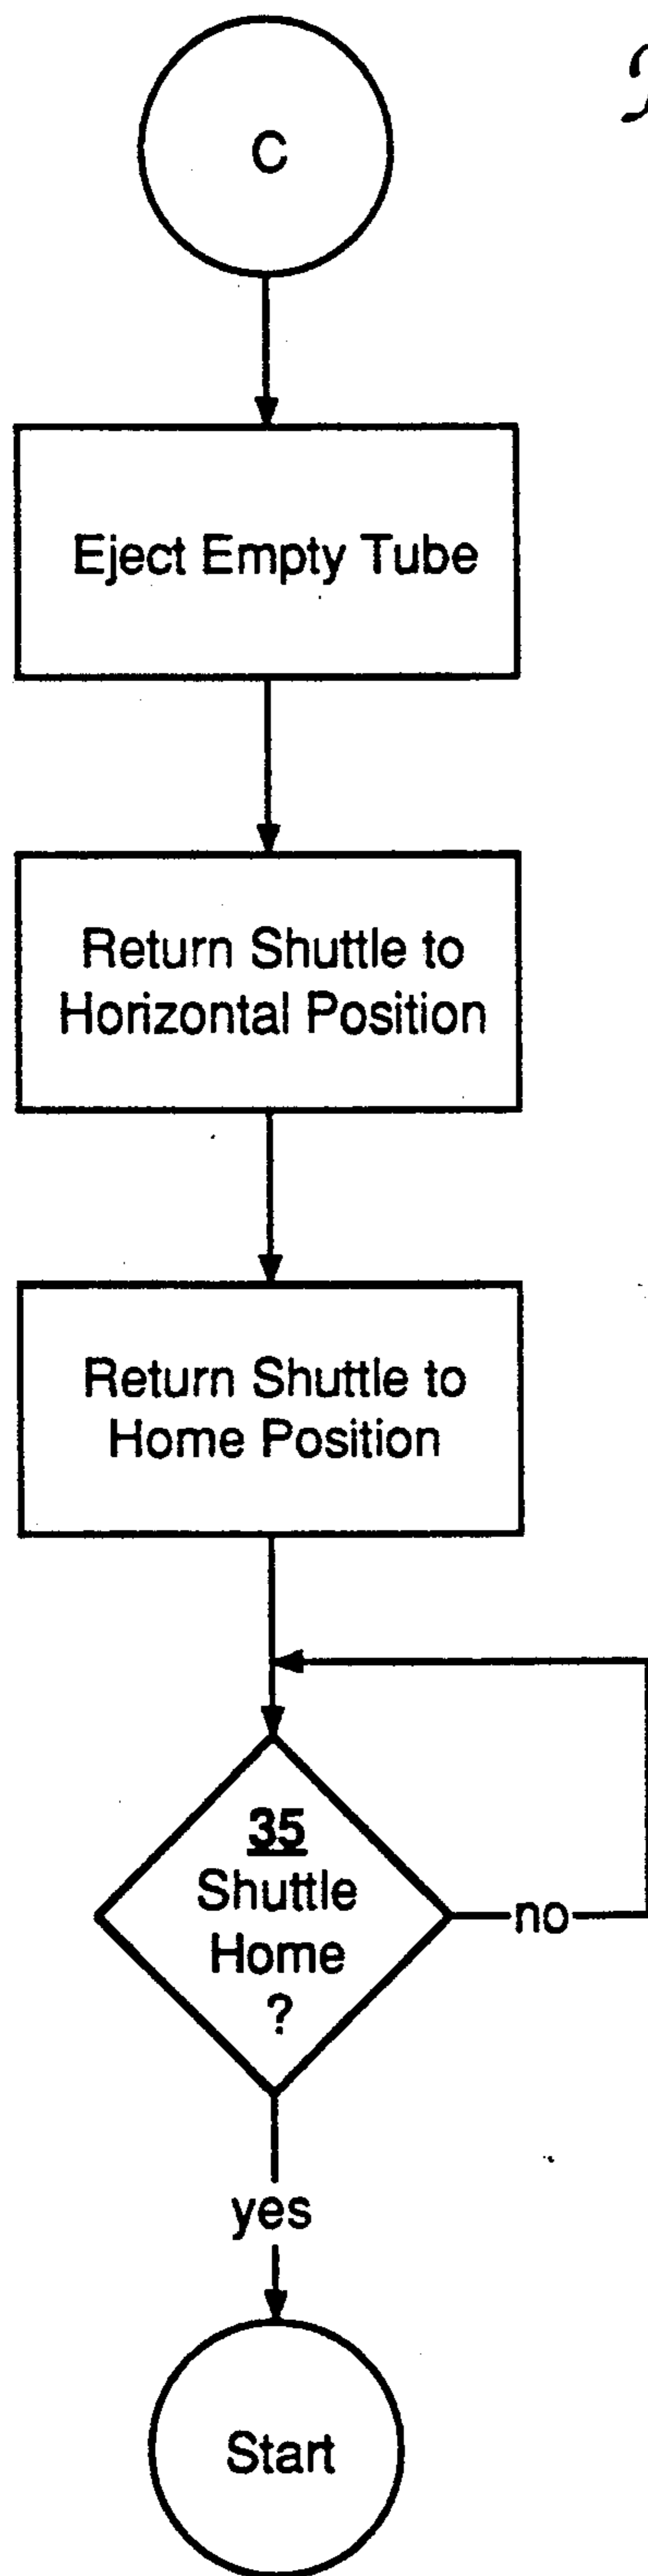 C
Eject Empty Tube
Return Shuttle to
Horizontal Position
Return Shuttle to
Home Position
35
Shuttle
Home
?
no
yes
Start